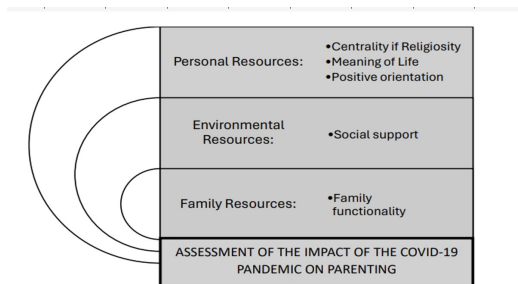 Personal Resources:
•Centrality if Religiosity
•Meaning of Life
•Positive orientation
Environmental
Resources:
•Social support
Family Resources:
•Family
functionality
ASSESSMENT OF THE IMPACT OF THE COVID-19
PANDEMIC ON PARENTING